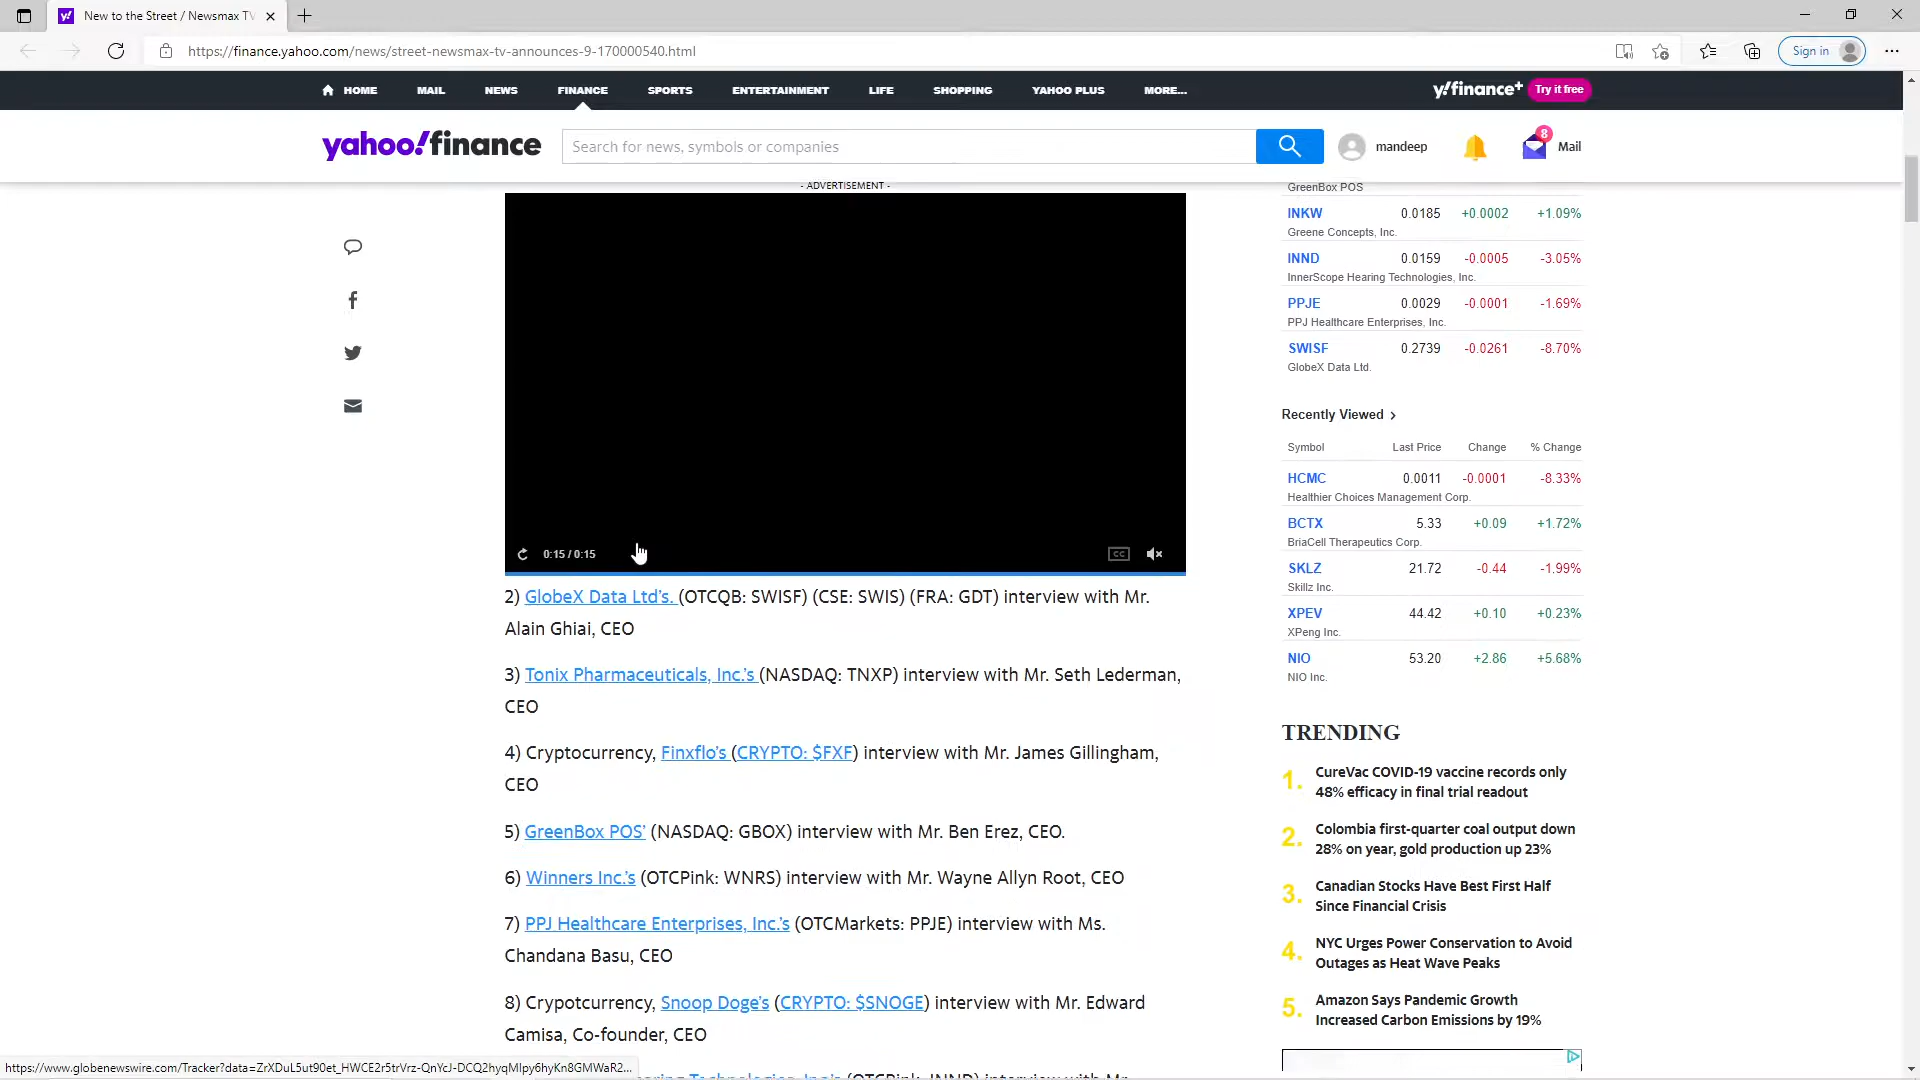 New to the Street / Newsmax TV
https://finance.yahoo.com/news/street-newsmax-tv-announces-9-170000540.html
Sign in
HOME MAIL NEWS FINANCE SPORTS ENTERTAINMENT LIFE SHOPPING YAHOO PLUS MORE...
y!finance+ Try it free
yahoo!finance
Search for news, symbols or companies
mandeep
8
Mail
- ADVERTISEMENT -
0:15 / 0:15
CC
2) GlobeX Data Ltd's. (OTCQB: SWISF) (CSE: SWIS) (FRA: GDT) interview with Mr.
Alain Ghiai, CEO
3) Tonix Pharmaceuticals, Inc.'s (NASDAQ: TNXP) interview with Mr. Seth Lederman,
CEO
4) Cryptocurrency, Finxflo's (CRYPTO: $FXF) interview with Mr. James Gillingham,
CEO
5) GreenBox POS' (NASDAQ: GBOX) interview with Mr. Ben Erez, CEO.
6) Winners Inc.'s (OTCPink: WNRS) interview with Mr. Wayne Allyn Root, CEO
7) PPJ Healthcare Enterprises, Inc.'s (OTCMarkets: PPJE) interview with Ms.
Chandana Basu, CEO
8) Crypotcurrency, Snoop Doge's (CRYPTO: $SNOGE) interview with Mr. Edward
Camisa, Co-founder, CEO
GreenBox POS
INKW 0.0185 +0.0002 +1.09%
Greene Concepts, Inc.
INND 0.0159 -0.0005 -3.05%
InnerScope Hearing Technologies, Inc.
PPJE 0.0029 -0.0001 -1.69%
PPJ Healthcare Enterprises, Inc.
SWISF 0.2739 -0.0261 -8.70%
GlobeX Data Ltd.
Recently Viewed
Symbol Last Price Change % Change
HCMC 0.0011 -0.0001 -8.33%
Healthier Choices Management Corp.
BCTX 5.33 +0.09 +1.72%
BriaCell Therapeutics Corp.
SKLZ 21.72 -0.44 -1.99%
Skillz Inc.
XPEV 44.42 +0.10 +0.23%
XPeng Inc.
NIO 53.20 +2.86 +5.68%
NIO Inc.
TRENDING
1. CureVac COVID-19 vaccine records only
48% efficacy in final trial readout
2. Colombia first-quarter coal output down
28% on year, gold production up 23%
3. Canadian Stocks Have Best First Half
Since Financial Crisis
4. NYC Urges Power Conservation to Avoid
Outages as Heat Wave Peaks
5. Amazon Says Pandemic Growth
Increased Carbon Emissions by 19%
https://www.globenewswire.com/Tracker?data=ZrXDuL5ut90et_HWCE2r5trVrz-QnYcJ-DCQ2hyqMIpy6hyKn8GMWaR2...